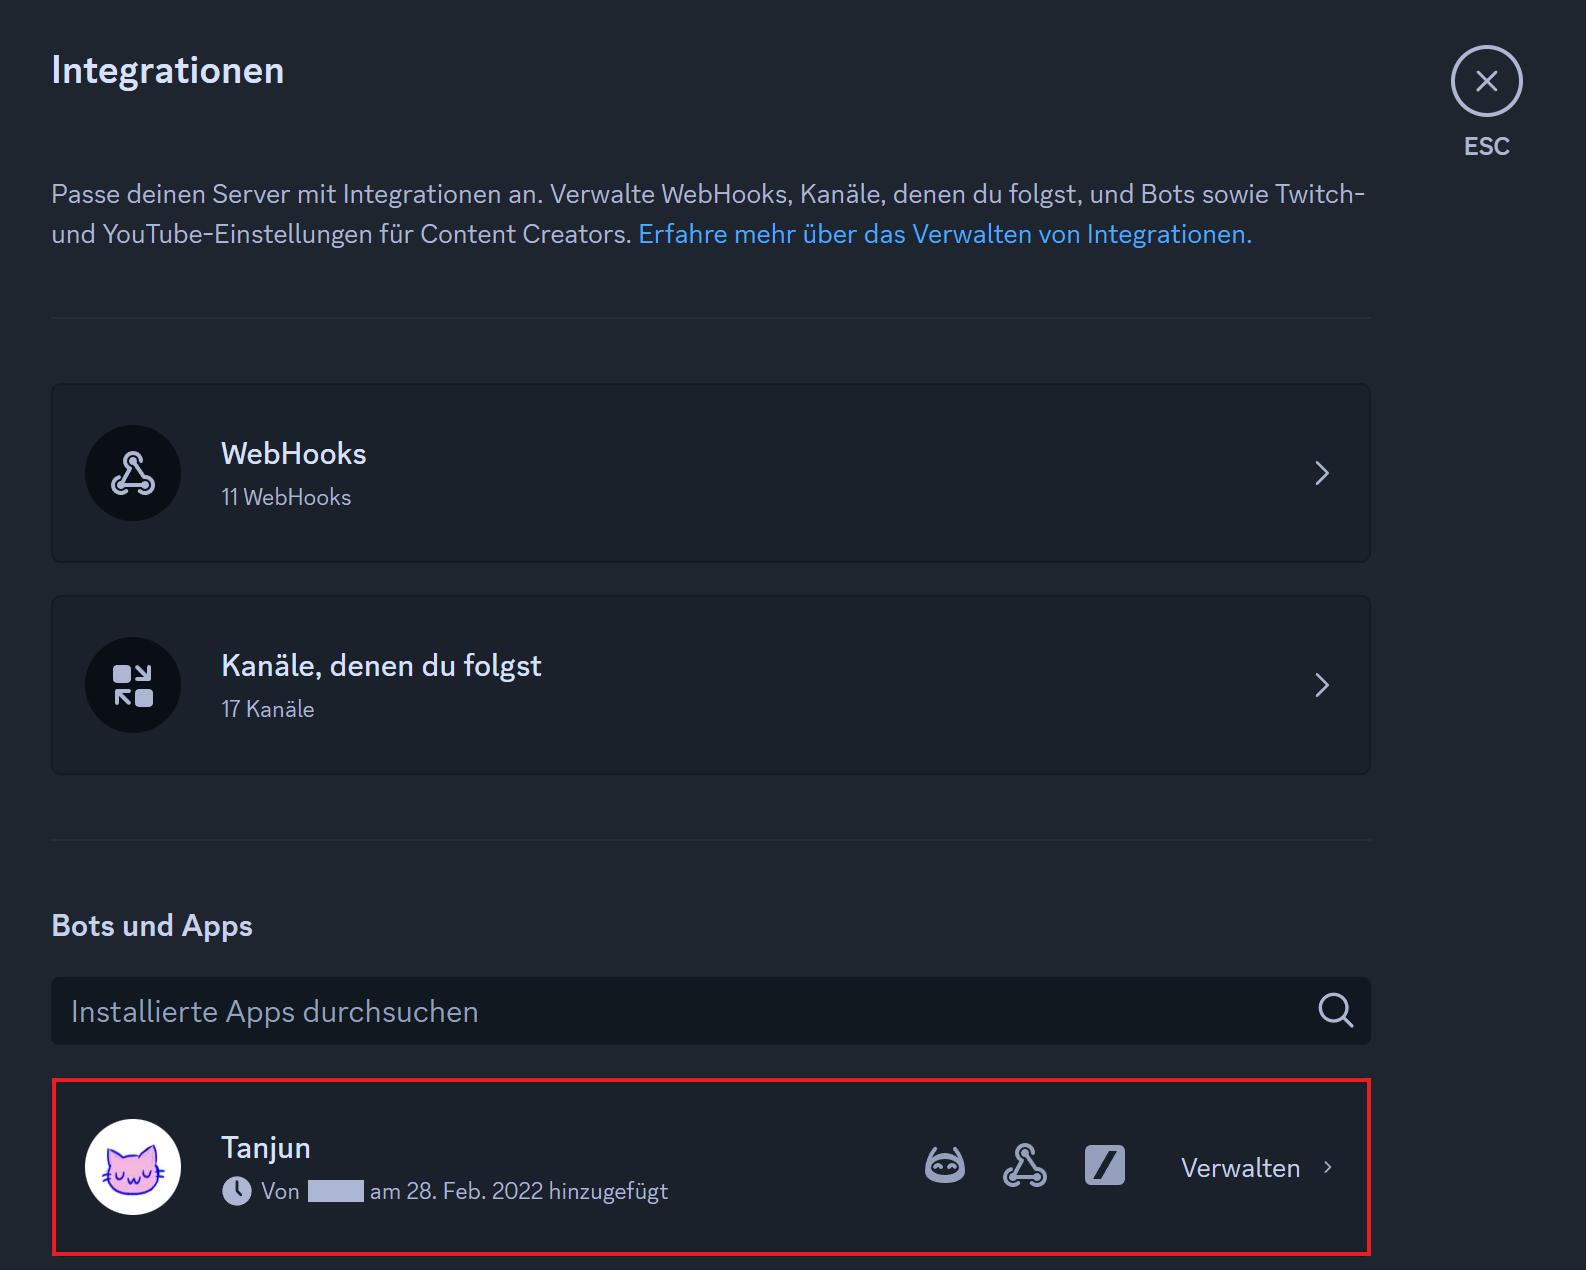 Integrationen
ESC
Passe deinen Server mit Integrationen an. Verwalte WebHooks, Kanäle, denen du folgst, und Bots sowie Twitch-
und YouTube-Einstellungen für Content Creators. Erfahre mehr über das Verwalten von Integrationen.
WebHooks
11 WebHooks
Kanäle, denen du folgst
17 Kanäle
Bots und Apps
Installierte Apps durchsuchen
Tanjun
Von am 28. Feb. 2022 hinzugefügt
Verwalten